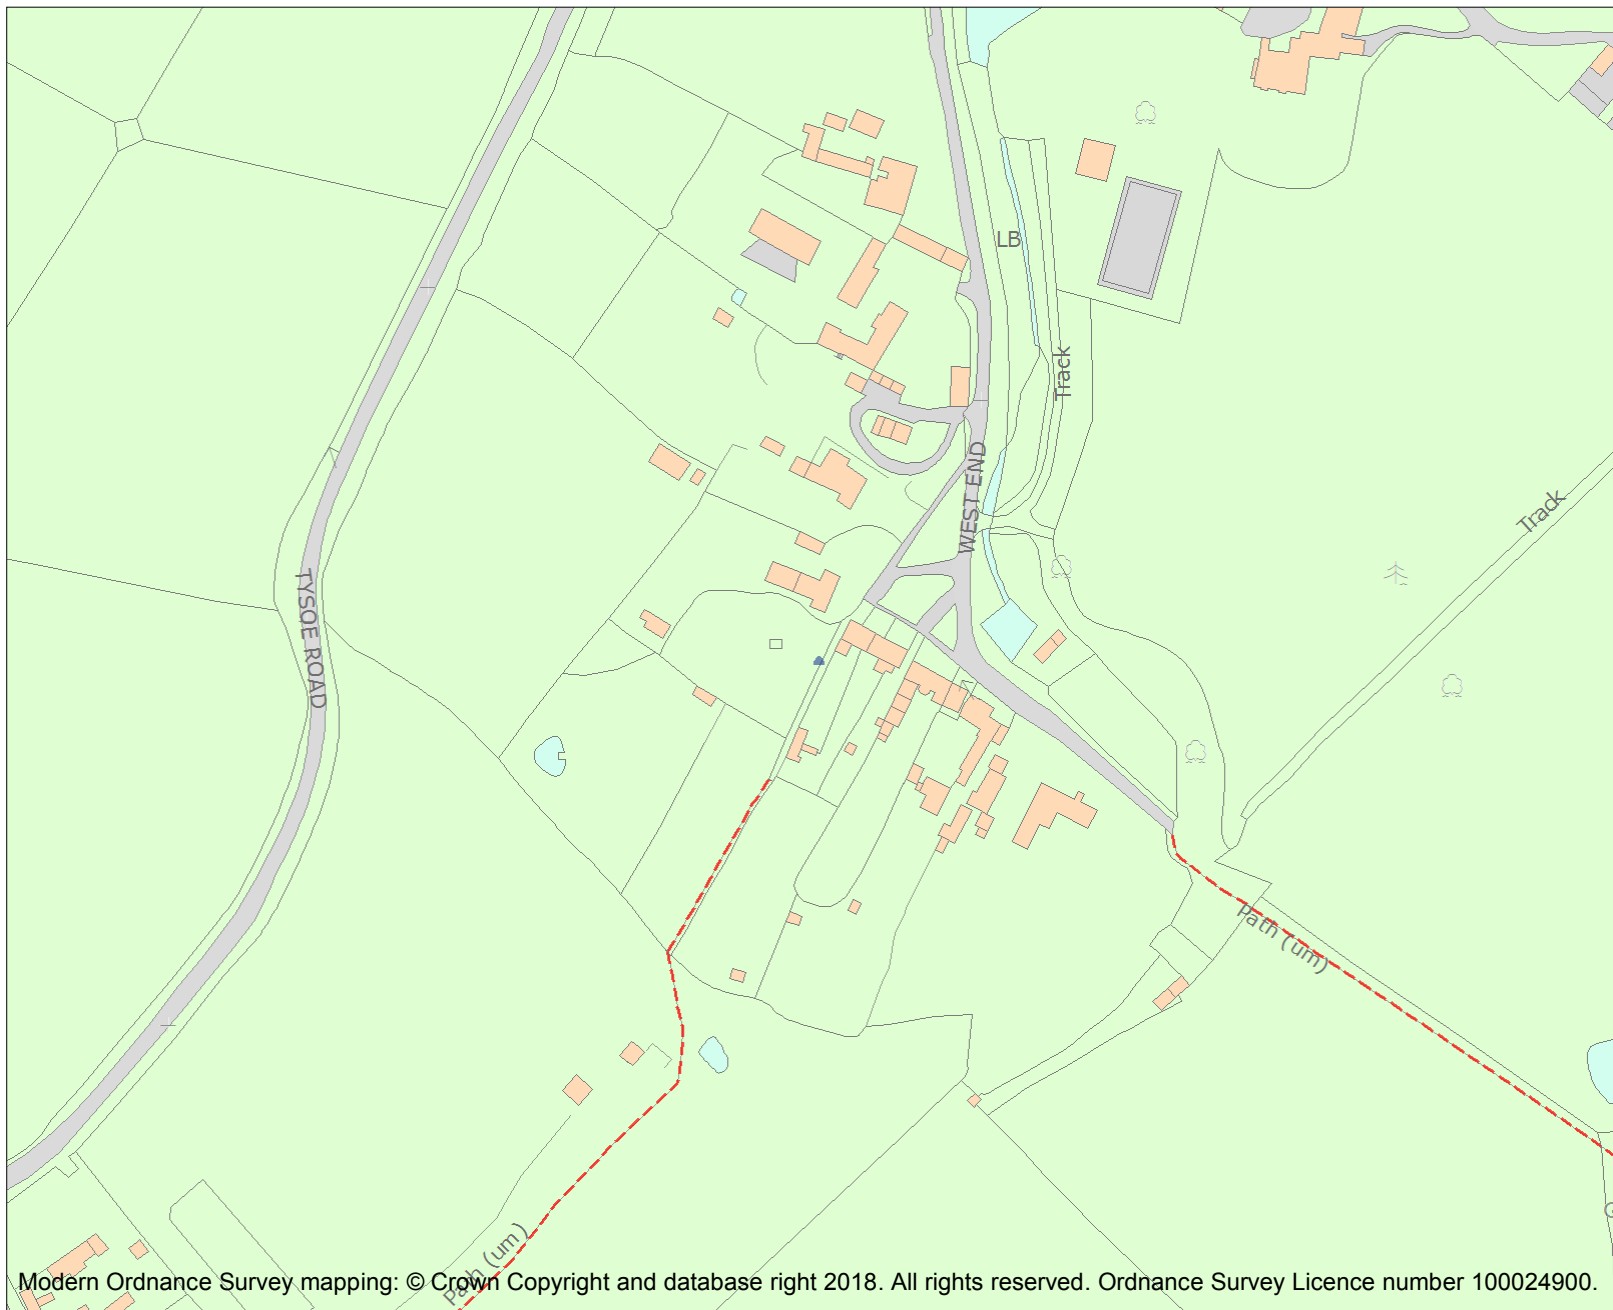 LB
Track
WEST END
Track
TYSOE ROAD
Path (um)
Path (um)
Modern Ordnance Survey mapping: © Crown Copyright and database right 2018. All rights reserved. Ordnance Survey Licence number 100024900.